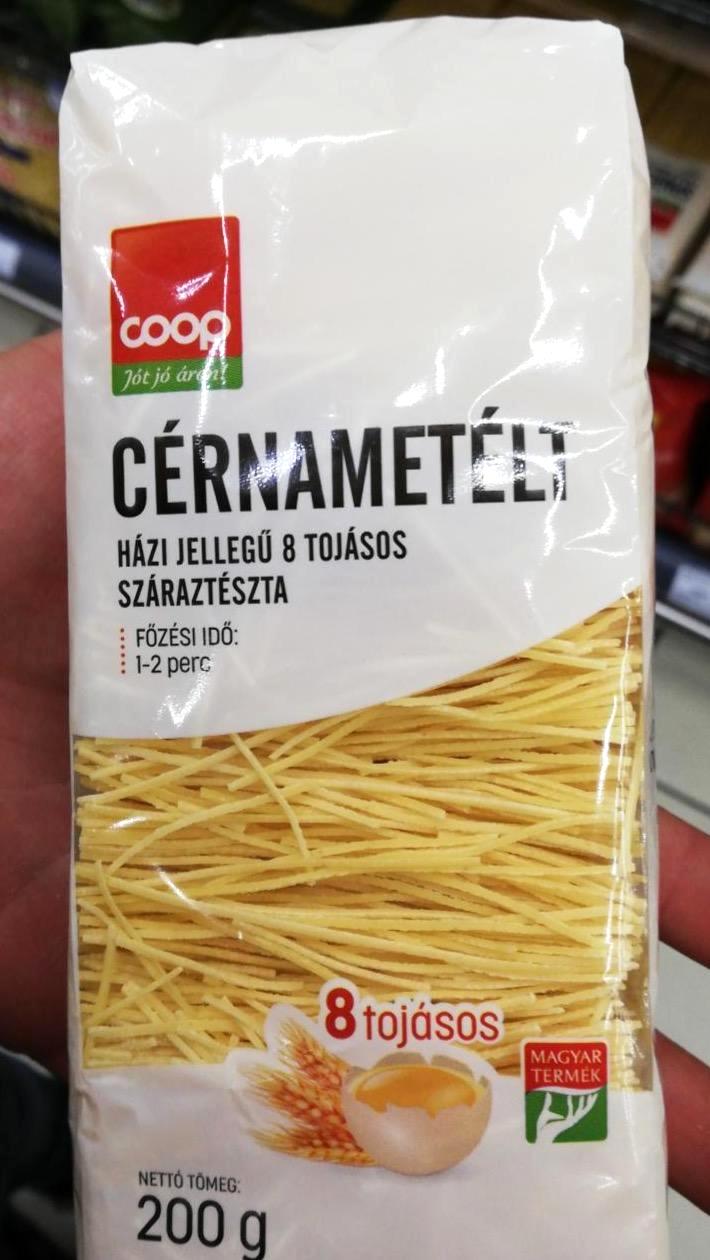 coop
Jót jó áron!
CÉRNAMETÉLT
HÁZI JELLEGŰ 8 TOJÁSOS
SZÁRAZTÉSZTA
FŐZÉSI IDŐ:
1-2 perc
8 tojásos
MAGYAR
TERMÉK
NETTÓ TÖMEG:
200 g